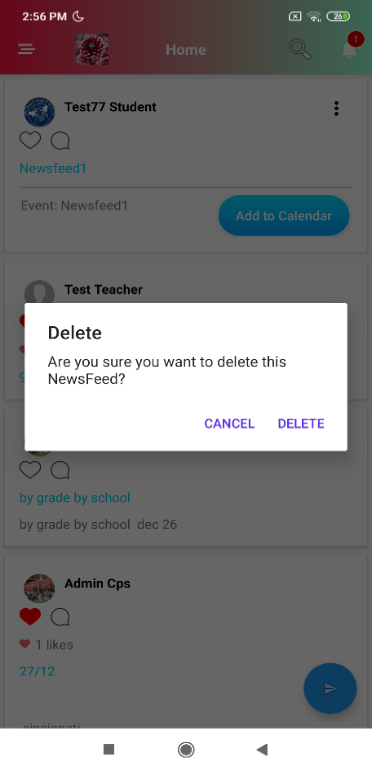 2:56 PM
26
Home
1
Test77 Student
Newsfeed1
Event: Newsfeed1
Add to Calendar
Test Teacher
Delete
Are you sure you want to delete this
NewsFeed?
CANCEL
DELETE
by grade by school
by grade by school dec 26
Admin Cps
1 likes
27/12